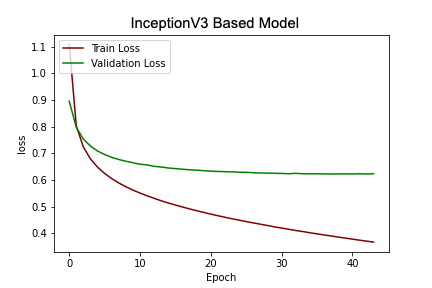 InceptionV3 Based Model
Train Loss
Validation Loss
loss
1.1
1.0
0.9
0.8
0.7
0.6
0.5
0.4
0 10 20 30 40
Epoch